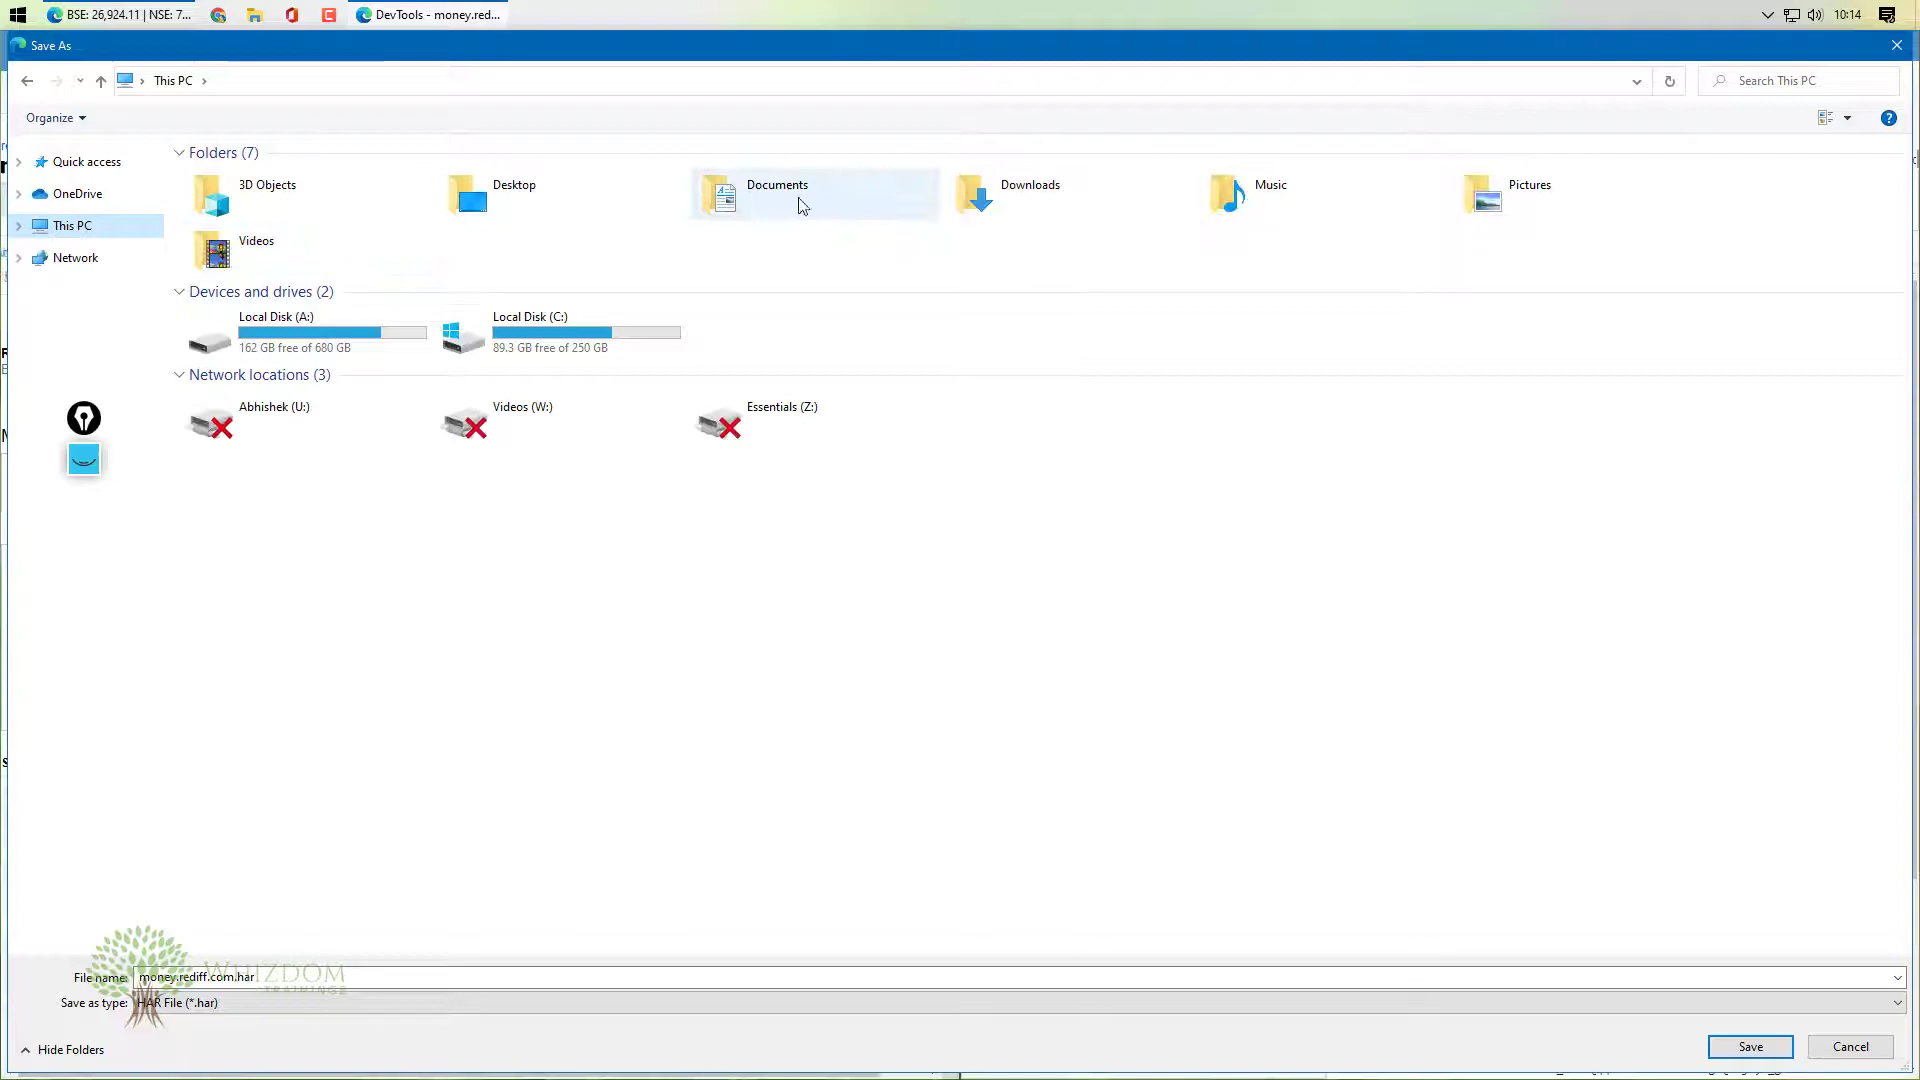 BSE: 26,924.11 | NSE: 7...
DevTools - money.red...
10:14
Save As
This PC
Search This PC
Organize
Quick access
OneDrive
This PC
Network
Folders (7)
3D Objects
Desktop
Documents
Downloads
Music
Pictures
Videos
Devices and drives (2)
Local Disk (A:)
162 GB free of 680 GB
Local Disk (C:)
89.3 GB free of 250 GB
Network locations (3)
Abhishek (U:)
Videos (W:)
Essentials (Z:)
File name: money.rediff.com.har
WHIZDOM
TRAININGS
Save as type: HAR File (*.har)
Hide Folders
Save
Cancel